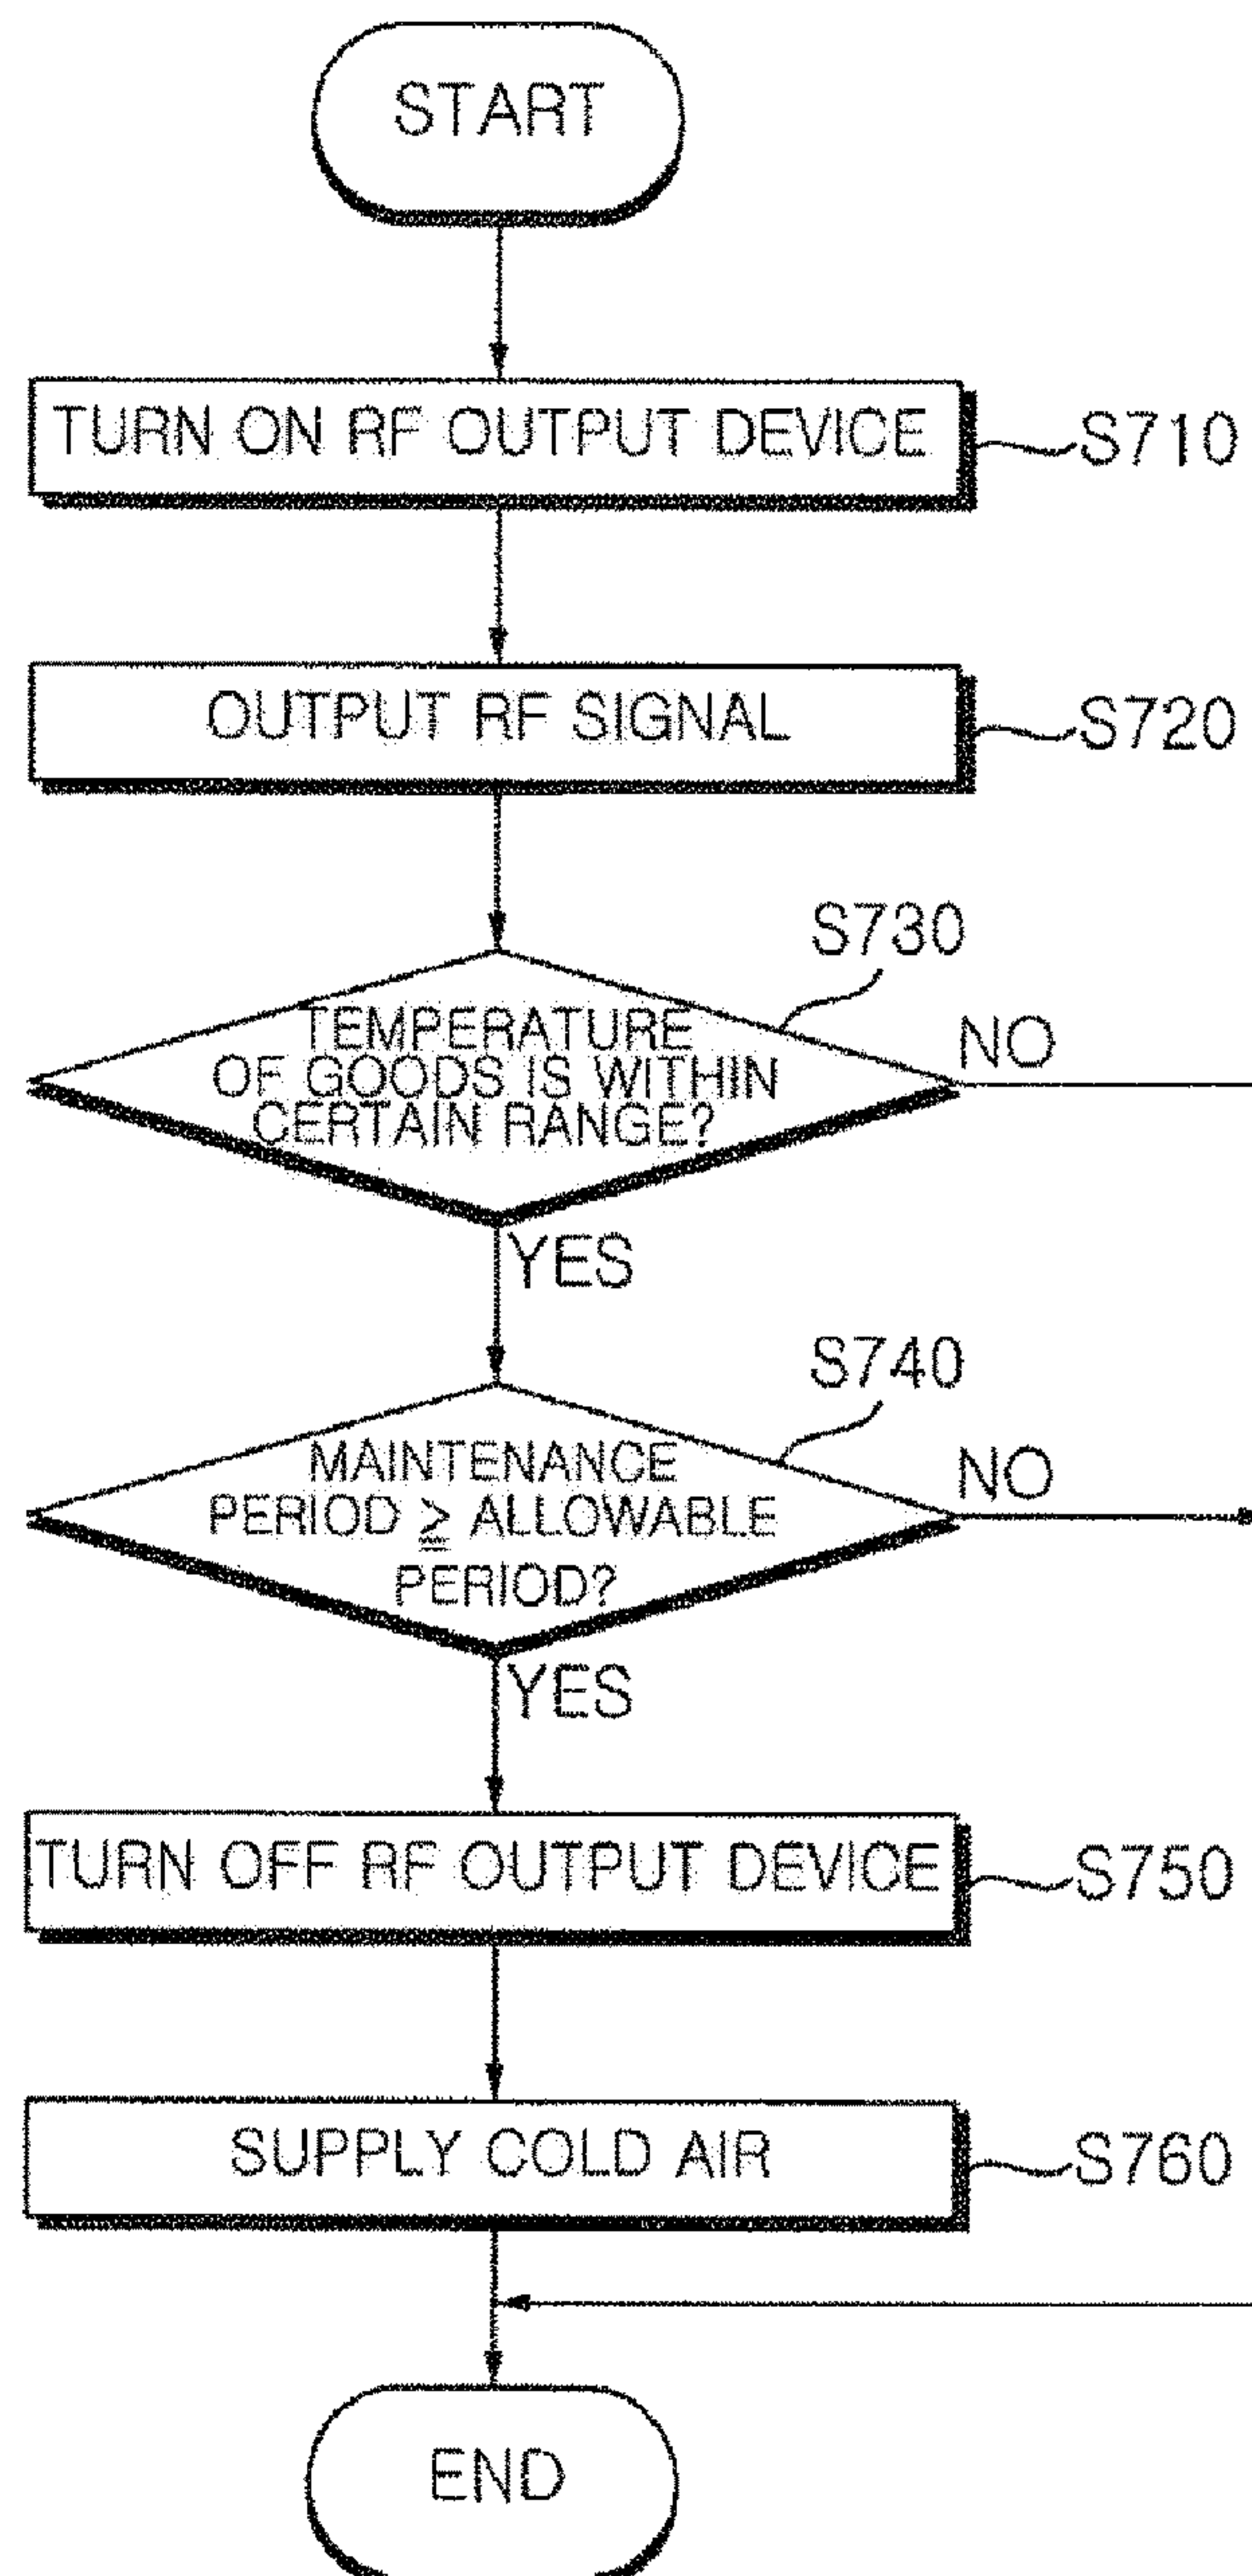 START
TURN ON RF OUTPUT DEVICE
S710
OUTPUT RF SIGNAL
S720
S730
TEMPERATURE
OF GOODS IS WITHIN
CERTAIN RANGE?
NO
YES
S740
MAINTENANCE
PERIOD ≧ ALLOWABLE
PERIOD?
NO
YES
TURN OFF RF OUTPUT DEVICE
S750
SUPPLY COLD AIR
S760
END